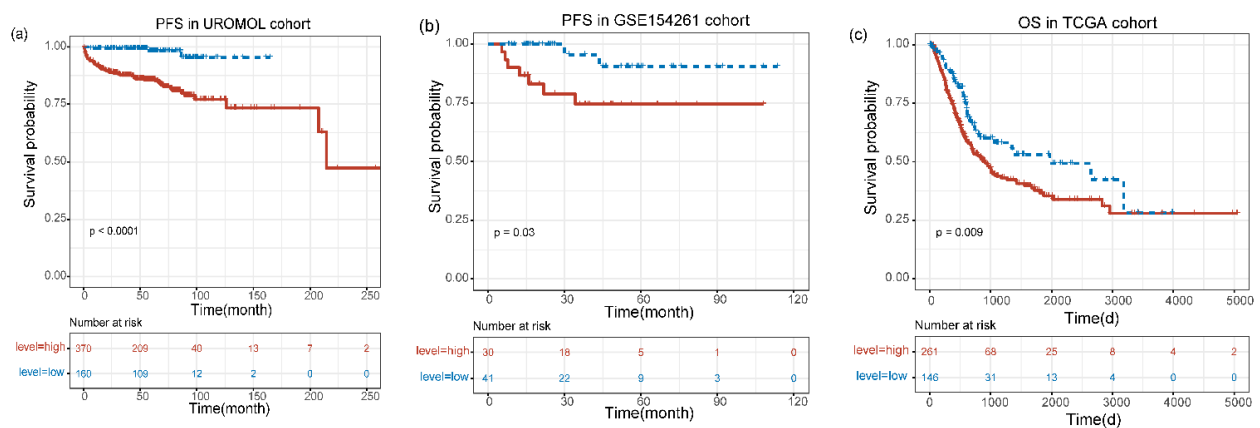 (a)
PFS in UROMOL cohort
Survival probability
1.00
0.75
0.50
0.25
0.00
p < 0.0001
0 50 100 150 200 250
Time(month)
Number at risk
level=high 370 209 40 13 7 2
level=low 160 109 12 2 0 0
0 50 100 150 200 250
Time(month)
(b)
PFS in GSE154261 cohort
Survival probability
1.00
0.75
0.50
0.25
0.00
p = 0.03
0 30 60 90 120
Time(month)
Number at risk
level=high 30 18 5 1 0
level=low 41 22 9 3 0
0 30 60 90 120
Time(month)
(c)
OS in TCGA cohort
Survival probability
1.00
0.75
0.50
0.25
0.00
p = 0.009
0 1000 2000 3000 4000 5000
Time(d)
Number at risk
level=high 261 68 25 8 4 2
level=low 146 31 13 4 0 0
0 1000 2000 3000 4000 5000
Time(d)